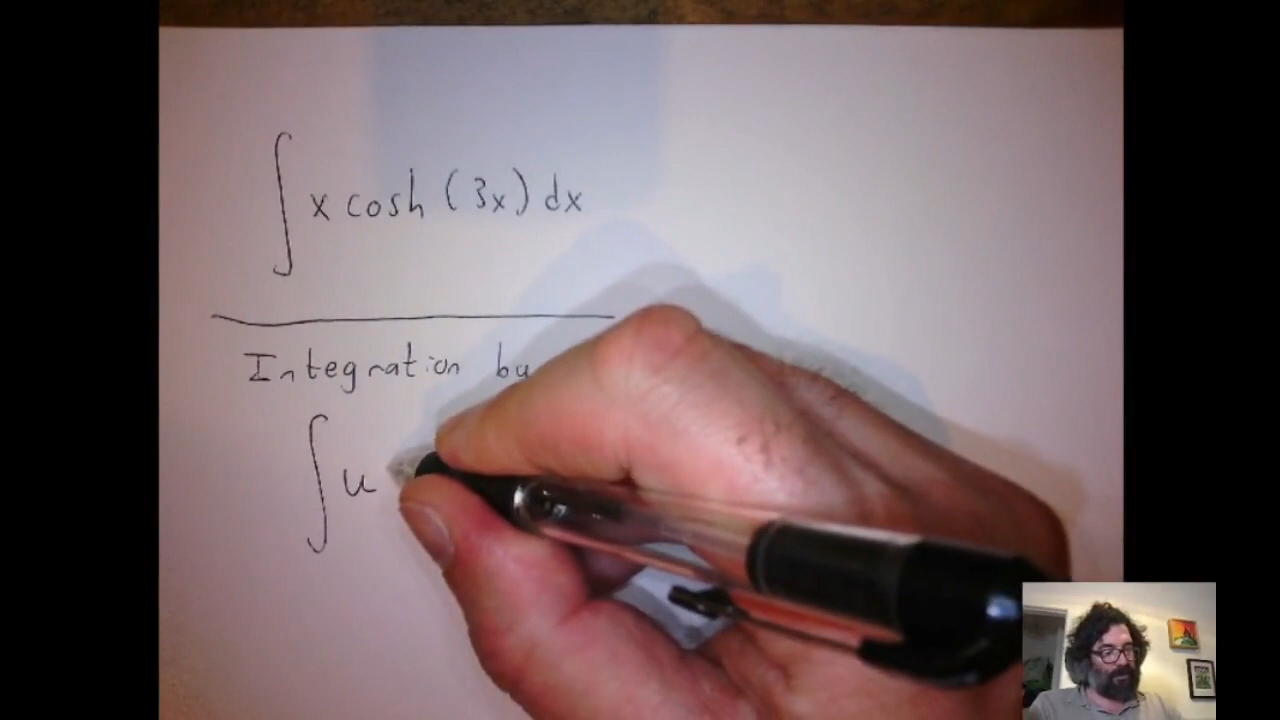 ∫ x cosh (3x) dx
Integration by
∫ u